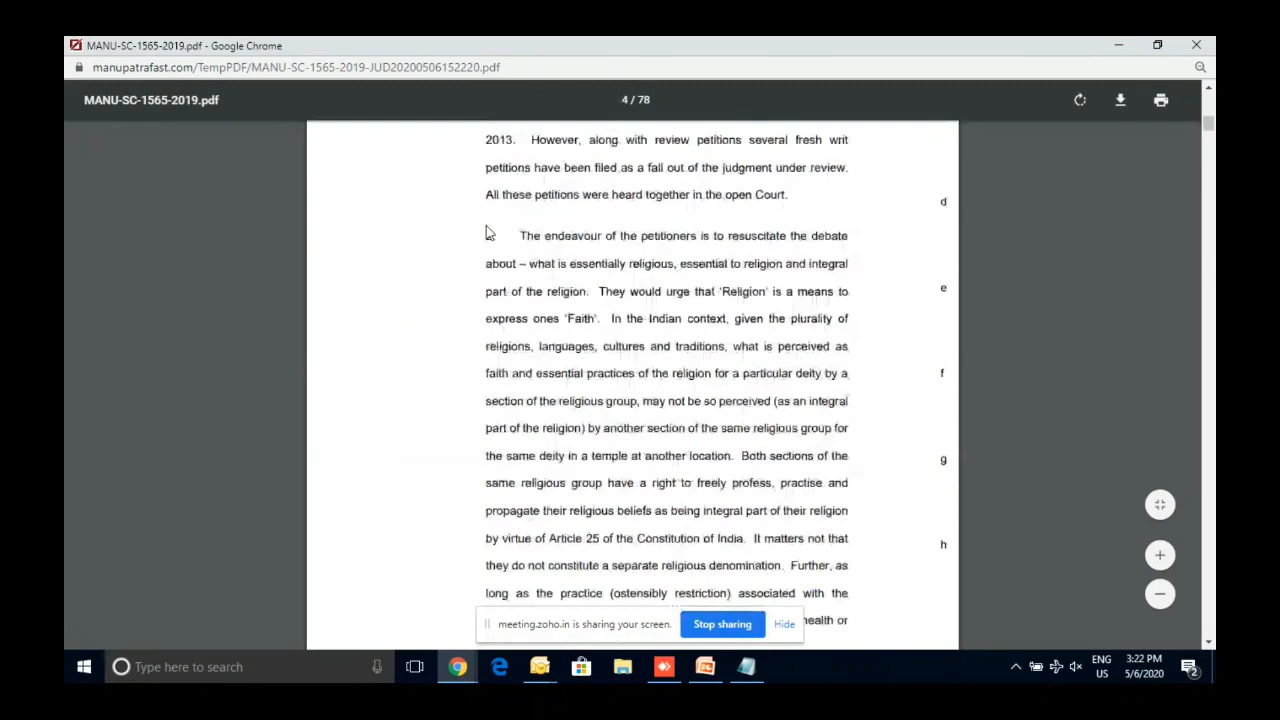 MANU-SC-1565-2019.pdf - Google Chrome
manupatrafast.com/TempPDF/MANU-SC-1565-2019-JUD20200506152220.pdf
MANU-SC-1565-2019.pdf
4 / 78
2013. However, along with review petitions several fresh writ
petitions have been filed as a fall out of the judgment under review.
All these petitions were heard together in the open Court.
d
The endeavour of the petitioners is to resuscitate the debate
about – what is essentially religious, essential to religion and integral
e
part of the religion. They would urge that 'Religion' is a means to
express ones 'Faith'. In the Indian context, given the plurality of
religions, languages, cultures and traditions, what is perceived as
faith and essential practices of the religion for a particular deity by a
f
section of the religious group, may not be so perceived (as an integral
part of the religion) by another section of the same religious group for
the same deity in a temple at another location. Both sections of the
g
same religious group have a right to freely profess, practise and
propagate their religious beliefs as being integral part of their religion
by virtue of Article 25 of the Constitution of India. It matters not that
h
they do not constitute a separate religious denomination. Further, as
long as the practice (ostensibly restriction) associated with the
health or
meeting.zoho.in is sharing your screen.
Stop sharing
Hide
Type here to search
ENG
US
3:22 PM
5/6/2020
2